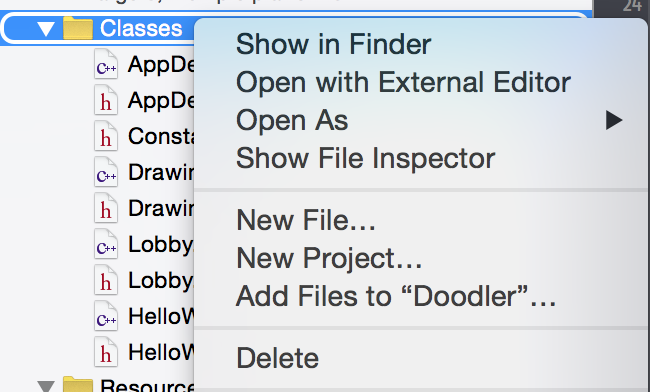 24
Classes
Show in Finder
Open with External Editor
Open As
Show File Inspector
New File...
New Project...
Add Files to “Doodler”...
Delete
C++ AppDe
h AppDe
h Consta
C++ Drawin
h Drawin
C++ Lobby
h Lobby
C++ HelloW
h HelloW
Resource